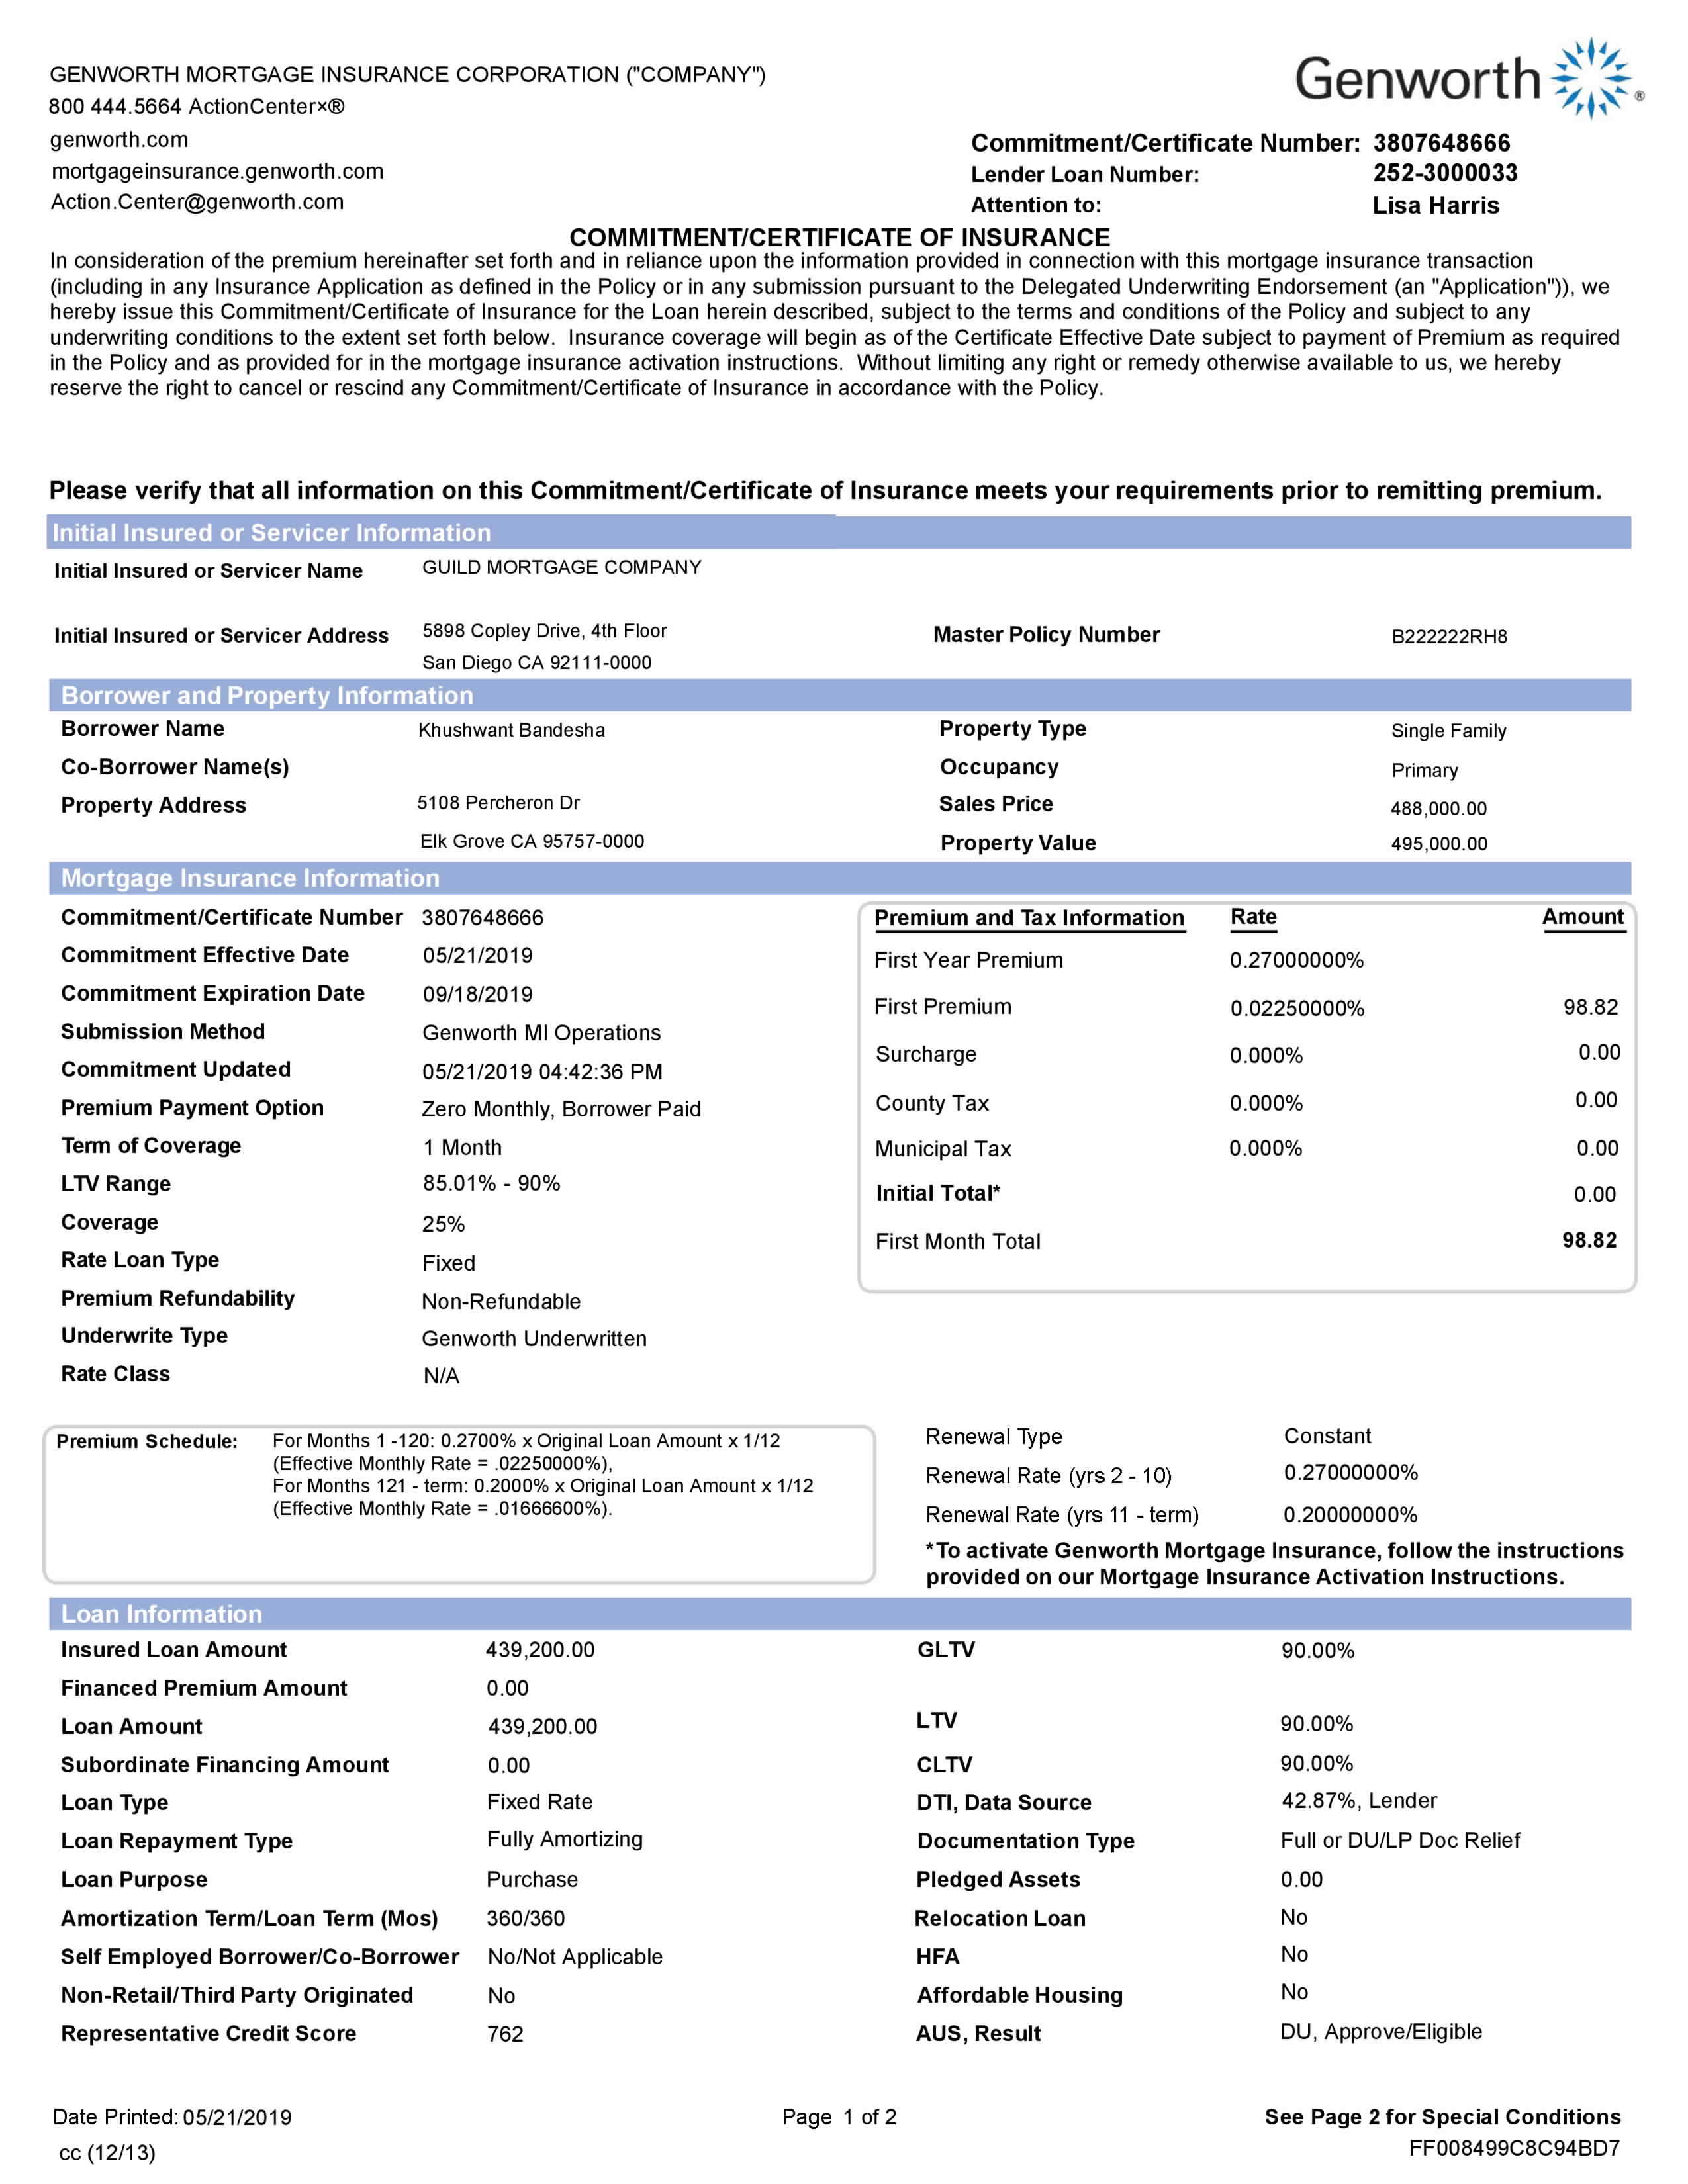 GENWORTH MORTGAGE INSURANCE CORPORATION ("COMPANY")
800 444.5664 ActionCenter×®
genworth.com
mortgageinsurance.genworth.com
Action.Center@genworth.com
Genworth ®
Commitment/Certificate Number: 3807648666
Lender Loan Number: 252-3000033
Attention to: Lisa Harris
COMMITMENT/CERTIFICATE OF INSURANCE
In consideration of the premium hereinafter set forth and in reliance upon the information provided in connection with this mortgage insurance transaction
(including in any Insurance Application as defined in the Policy or in any submission pursuant to the Delegated Underwriting Endorsement (an "Application")), we
hereby issue this Commitment/Certificate of Insurance for the Loan herein described, subject to the terms and conditions of the Policy and subject to any
underwriting conditions to the extent set forth below. Insurance coverage will begin as of the Certificate Effective Date subject to payment of Premium as required
in the Policy and as provided for in the mortgage insurance activation instructions. Without limiting any right or remedy otherwise available to us, we hereby
reserve the right to cancel or rescind any Commitment/Certificate of Insurance in accordance with the Policy.
Please verify that all information on this Commitment/Certificate of Insurance meets your requirements prior to remitting premium.
Initial Insured or Servicer Information
Initial Insured or Servicer Name GUILD MORTGAGE COMPANY
Initial Insured or Servicer Address 5898 Copley Drive, 4th Floor Master Policy Number B222222RH8
San Diego CA 92111-0000
Borrower and Property Information
Borrower Name Khushwant Bandesha Property Type Single Family
Co-Borrower Name(s) Occupancy Primary
Property Address 5108 Percheron Dr Sales Price 488,000.00
Elk Grove CA 95757-0000 Property Value 495,000.00
Mortgage Insurance Information
Commitment/Certificate Number 3807648666
Commitment Effective Date 05/21/2019
Commitment Expiration Date 09/18/2019
Submission Method Genworth MI Operations
Commitment Updated 05/21/2019 04:42:36 PM
Premium Payment Option Zero Monthly, Borrower Paid
Term of Coverage 1 Month
LTV Range 85.01% - 90%
Coverage 25%
Rate Loan Type Fixed
Premium Refundability Non-Refundable
Underwrite Type Genworth Underwritten
Rate Class N/A
Premium and Tax Information Rate Amount
First Year Premium 0.27000000%
First Premium 0.02250000% 98.82
Surcharge 0.000% 0.00
County Tax 0.000% 0.00
Municipal Tax 0.000% 0.00
Initial Total* 0.00
First Month Total 98.82
Premium Schedule: For Months 1 -120: 0.2700% x Original Loan Amount x 1/12
(Effective Monthly Rate = .02250000%),
For Months 121 - term: 0.2000% x Original Loan Amount x 1/12
(Effective Monthly Rate = .01666600%).
Renewal Type Constant
Renewal Rate (yrs 2 - 10) 0.27000000%
Renewal Rate (yrs 11 - term) 0.20000000%
*To activate Genworth Mortgage Insurance, follow the instructions
provided on our Mortgage Insurance Activation Instructions.
Loan Information
Insured Loan Amount 439,200.00 GLTV 90.00%
Financed Premium Amount 0.00
Loan Amount 439,200.00 LTV 90.00%
Subordinate Financing Amount 0.00 CLTV 90.00%
Loan Type Fixed Rate DTI, Data Source 42.87%, Lender
Loan Repayment Type Fully Amortizing Documentation Type Full or DU/LP Doc Relief
Loan Purpose Purchase Pledged Assets 0.00
Amortization Term/Loan Term (Mos) 360/360 Relocation Loan No
Self Employed Borrower/Co-Borrower No/Not Applicable HFA No
Non-Retail/Third Party Originated No Affordable Housing No
Representative Credit Score 762 AUS, Result DU, Approve/Eligible
Date Printed: 05/21/2019 Page 1 of 2 See Page 2 for Special Conditions
cc (12/13) FF008499C8C94BD7